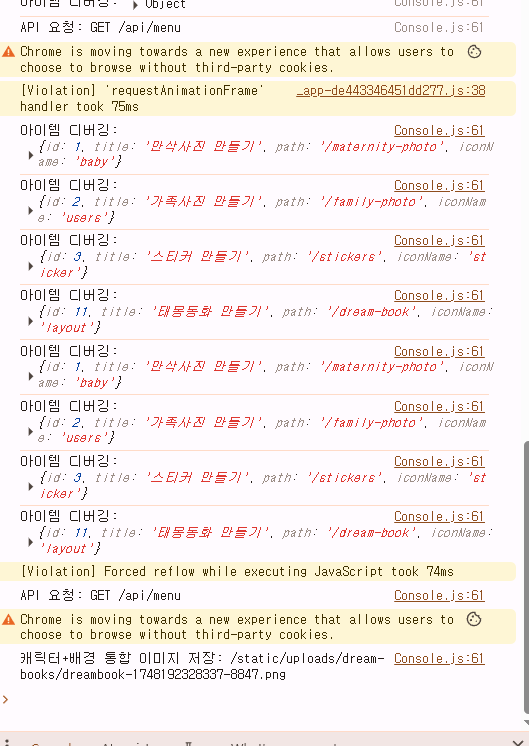 아이템 디버깅: ▸ Object
API 요청: GET /api/menu Console.js:61
Chrome is moving towards a new experience that allows users to
choose to browse without third-party cookies.
[Violation] 'requestAnimationFrame' _app-de443346451dd277.js:38
handler took 75ms
아이템 디버깅: Console.js:61
{id: 1, title: '만삭사진 만들기', path: '/maternity-photo', iconN
ame: 'baby'}
아이템 디버깅: Console.js:61
{id: 2, title: '가족사진 만들기', path: '/family-photo', iconNam
e: 'users'}
아이템 디버깅: Console.js:61
{id: 3, title: '스티커 만들기', path: '/stickers', iconName: 'st
icker'}
아이템 디버깅: Console.js:61
{id: 11, title: '태몽동화 만들기', path: '/dream-book', iconName:
'layout'}
아이템 디버깅: Console.js:61
{id: 1, title: '만삭사진 만들기', path: '/maternity-photo', iconN
ame: 'baby'}
아이템 디버깅: Console.js:61
{id: 2, title: '가족사진 만들기', path: '/family-photo', iconNam
e: 'users'}
아이템 디버깅: Console.js:61
{id: 3, title: '스티커 만들기', path: '/stickers', iconName: 'st
icker'}
아이템 디버깅: Console.js:61
{id: 11, title: '태몽동화 만들기', path: '/dream-book', iconName:
'layout'}
[Violation] Forced reflow while executing JavaScript took 74ms
API 요청: GET /api/menu Console.js:61
Chrome is moving towards a new experience that allows users to
choose to browse without third-party cookies.
캐릭터+배경 통합 이미지 저장: /static/uploads/dream- Console.js:61
books/dreambook-1748192328337-8847.png